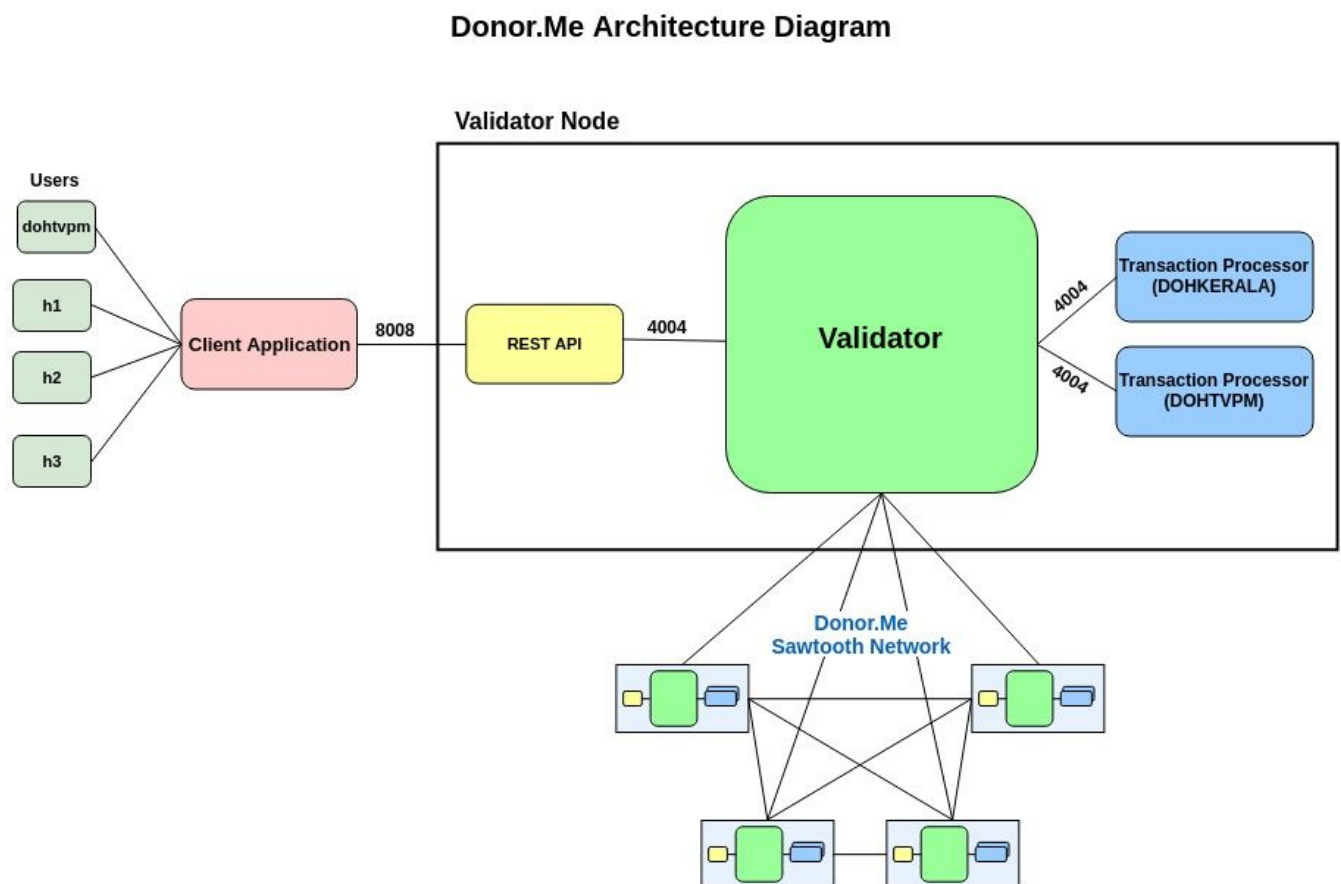 Donor.Me Architecture Diagram
Validator Node
Users
dohtvpm
h1
h2
h3
Client Application
8008
REST API
4004
Validator
4004
4004
Transaction Processor
(DOHKERALA)
Transaction Processor
(DOHTVPM)
Donor.Me
Sawtooth Network